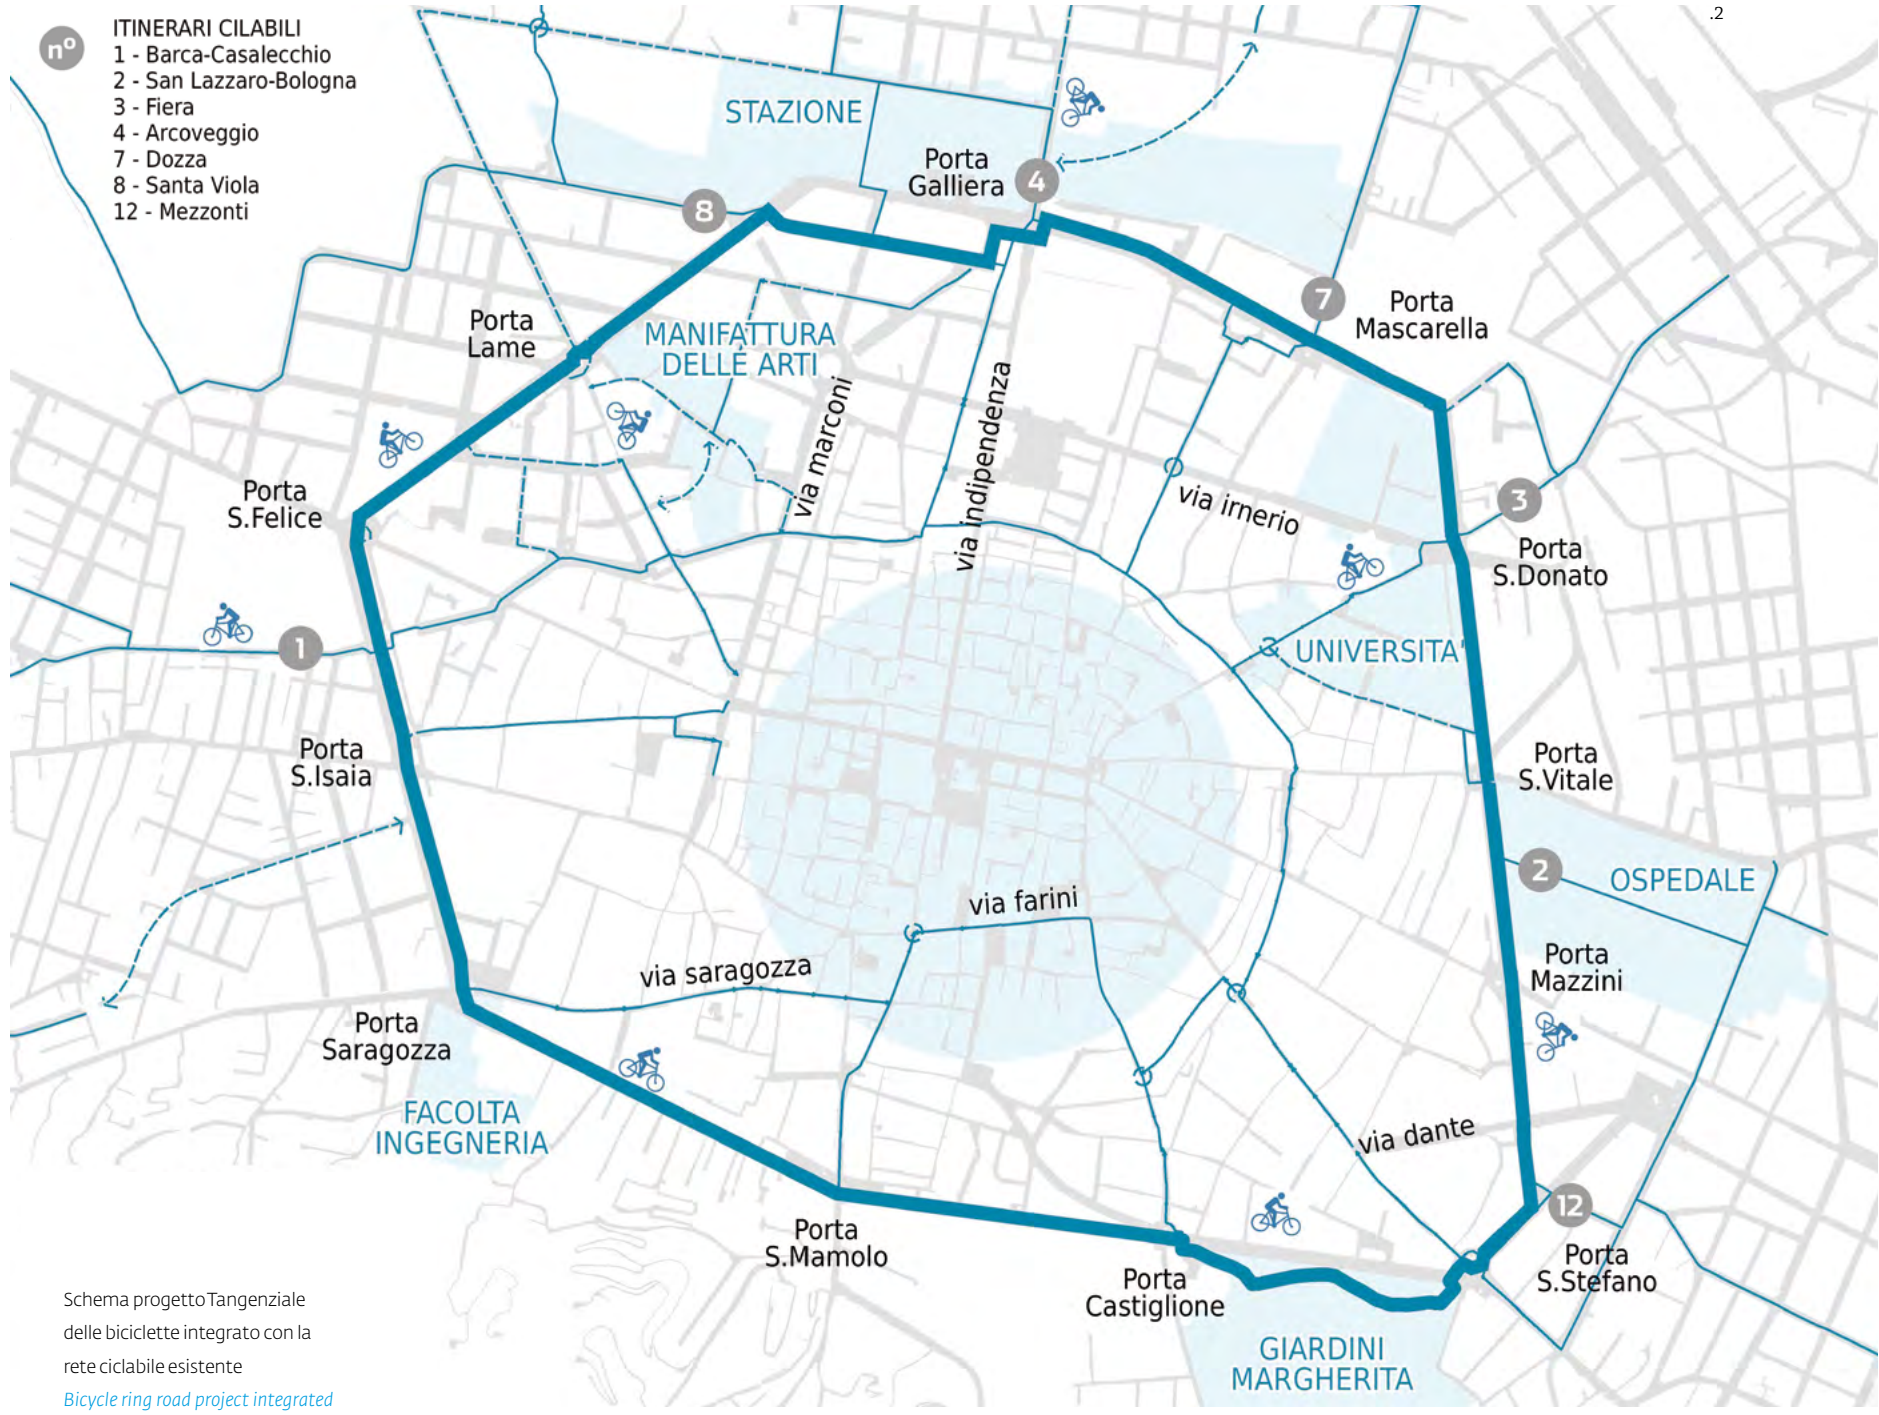 .2
nº
ITINERARI CILABILI
1 - Barca-Casalecchio
2 - San Lazzaro-Bologna
3 - Fiera
4 - Arcoveggio
7 - Dozza
8 - Santa Viola
12 - Mezzonti
STAZIONE
Porta
Galliera
4
8
7
Porta
Mascarella
Porta
Lame
MANIFATTURA
DELLE ARTI
via marconi
via indipendenza
via irnerio
Porta
S.Felice
3
Porta
S.Donato
1
UNIVERSITA'
Porta
S.Isaia
Porta
S.Vitale
2
OSPEDALE
via farini
via saragozza
Porta
Mazzini
Porta
Saragozza
FACOLTA
INGEGNERIA
via dante
12
Porta
S.Mamolo
Porta
Castiglione
Porta
S.Stefano
GIARDINI
MARGHERITA
Schema progetto Tangenziale
delle biciclette integrato con la
rete ciclabile esistente
Bicycle ring road project integrated